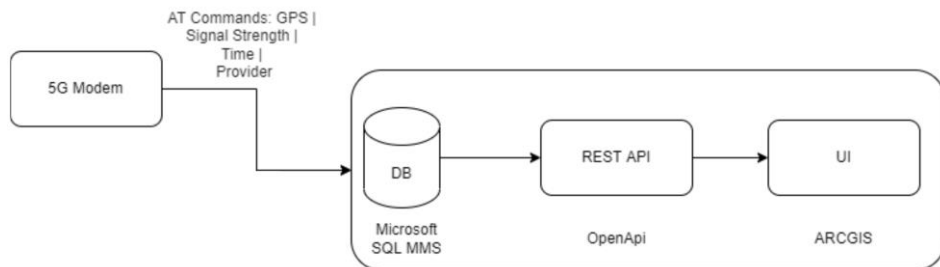 AT Commands: GPS |
Signal Strength |
Time |
Provider
5G Modem
DB
REST API
UI
Microsoft
SQL MMS
OpenApi
ARCGIS